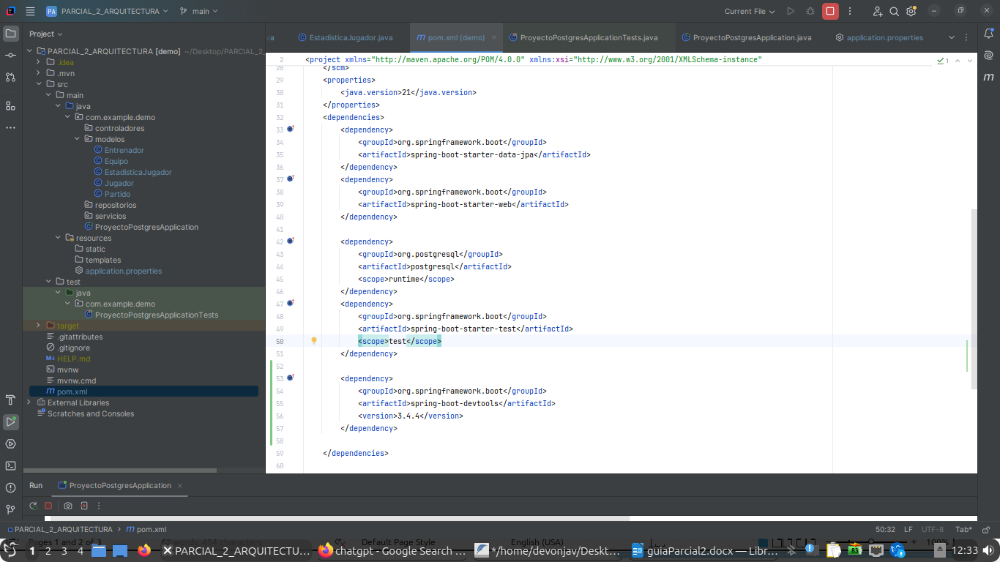 PA PARCIAL_2_ARQUITECTURA main Current File
Project
EstadisticaJugador.java pom.xml (demo) ProyectoPostgresApplicationTests.java ProyectoPostgresApplication.java application.properties
PARCIAL_2_ARQUITECTURA [demo] ~/Desktop/PARCIAL_2_
.idea
.mvn
src
main
java
com.example.demo
controladores
modelos
Entrenador
Equipo
EstadisticaJugador
Jugador
Partido
repositorios
servicios
ProyectoPostgresApplication
resources
static
templates
application.properties
test
java
com.example.demo
ProyectoPostgresApplicationTests
target
.gitattributes
.gitignore
HELP.md
mvnw
mvnw.cmd
pom.xml
External Libraries
Scratches and Consoles
2 <project xmlns="http://maven.apache.org/POM/4.0.0" xmlns:xsi="http://www.w3.org/2001/XMLSchema-instance" 1
28 </scm>
29 <properties>
30 <java.version>21</java.version>
31 </properties>
32 <dependencies>
33 <dependency>
34 <groupId>org.springframework.boot</groupId>
35 <artifactId>spring-boot-starter-data-jpa</artifactId>
36 </dependency>
37 <dependency>
38 <groupId>org.springframework.boot</groupId>
39 <artifactId>spring-boot-starter-web</artifactId>
40 </dependency>
41
42 <dependency>
43 <groupId>org.postgresql</groupId>
44 <artifactId>postgresql</artifactId>
45 <scope>runtime</scope>
46 </dependency>
47 <dependency>
48 <groupId>org.springframework.boot</groupId>
49 <artifactId>spring-boot-starter-test</artifactId>
50 <scope>test</scope>
51 </dependency>
52
53 <dependency>
54 <groupId>org.springframework.boot</groupId>
55 <artifactId>spring-boot-devtools</artifactId>
56 <version>3.4.4</version>
57 </dependency>
58
59 </dependencies>
60
Run ProyectoPostgresApplication
PARCIAL_2_ARQUITECTURA > pom.xml 50:32 LF UTF-8 Tab*
Pages 1 and 2 of 3 62 words, 454 characters Default Page Style English (USA) 100%
1 2 3 4 PARCIAL_2_ARQUITECTU... chatgpt - Google Search ... */home/devonjav/Deskt... guiaParcial2.docx — Libr... 83 12:33